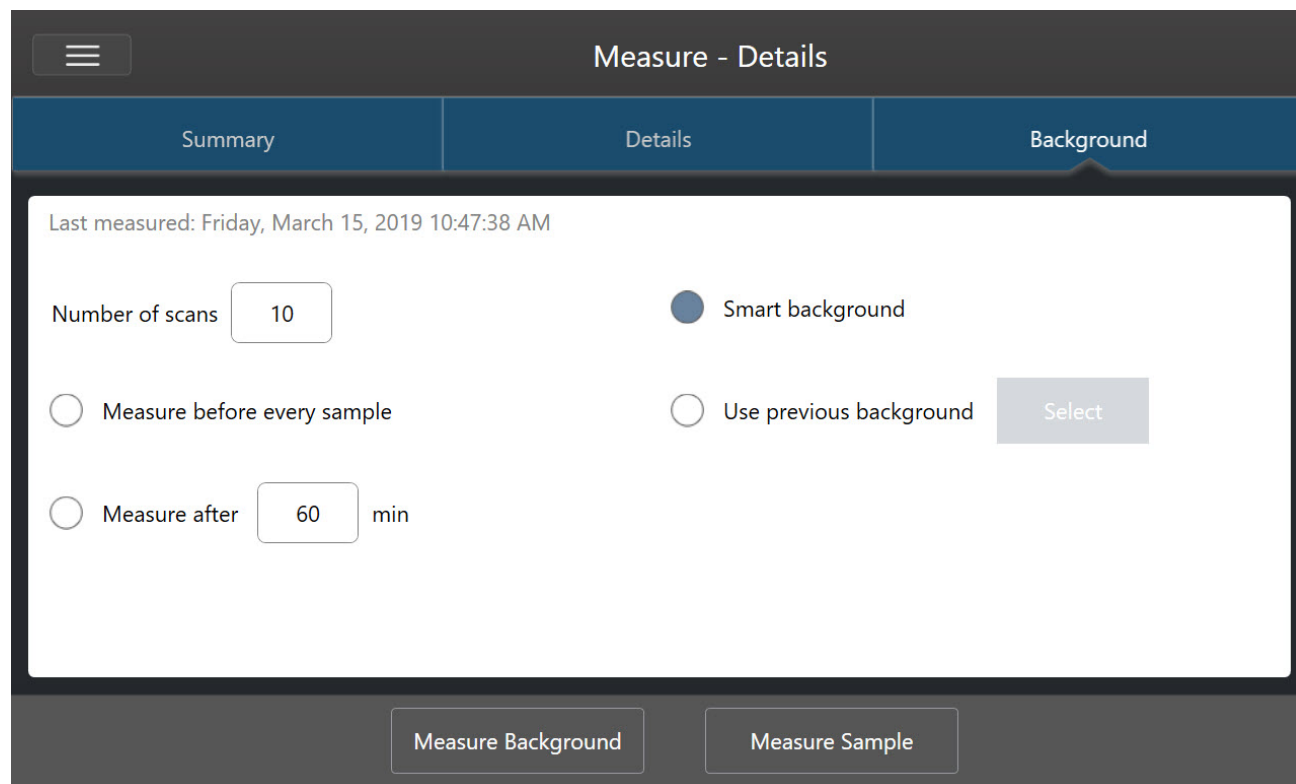 Measure - Details
Summary
Details
Background
Last measured: Friday, March 15, 2019 10:47:38 AM
Number of scans 10
Smart background
Measure before every sample
Use previous background Select
Measure after 60 min
Measure Background
Measure Sample